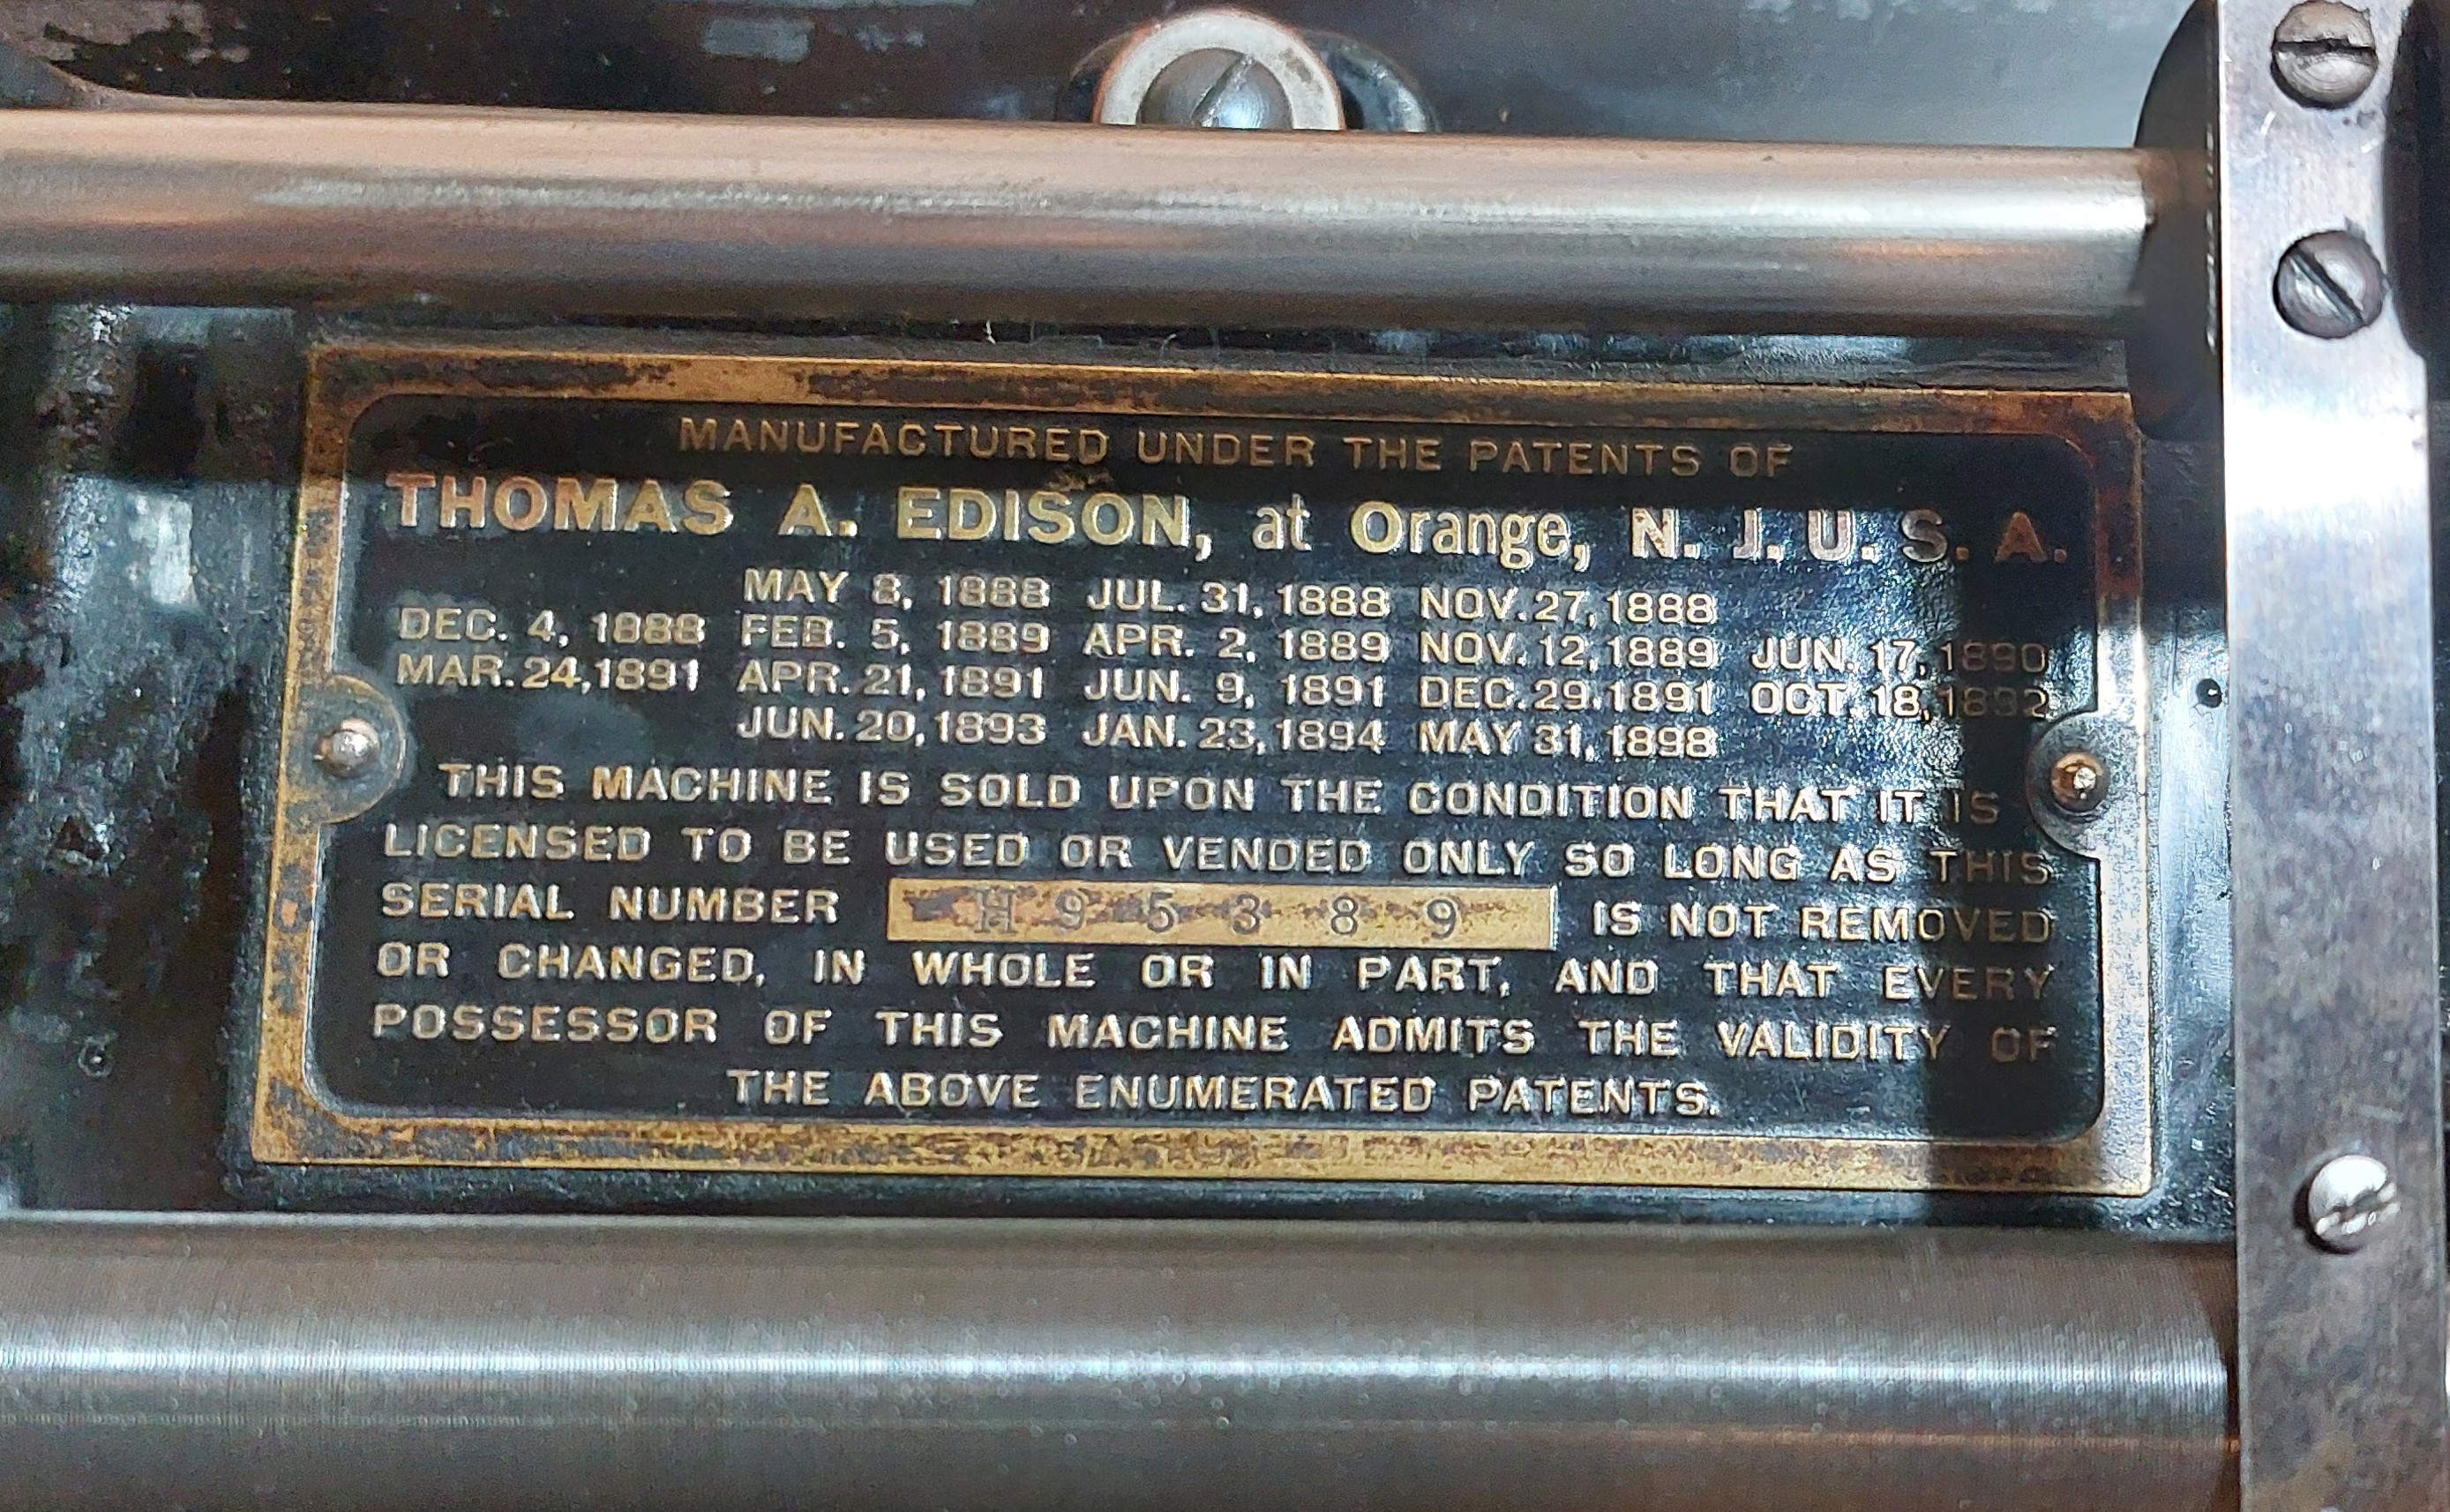 MANUFACTURED UNDER THE PATENTS OF
THOMAS A. EDISON, at Orange, N. J. U. S. A.
MAY 8, 1888 JUL. 31, 1888 NOV. 27, 1888
DEC. 4, 1888 FEB. 5, 1889 APR. 2, 1889 NOV. 12, 1889 JUN. 17, 1890
MAR. 24, 1891 APR. 21, 1891 JUN. 9, 1891 DEC. 29. 1891 OCT. 18, 1892
JUN. 20, 1893 JAN. 23, 1894 MAY 31, 1898
THIS MACHINE IS SOLD UPON THE CONDITION THAT IT IS
LICENSED TO BE USED OR VENDED ONLY SO LONG AS THIS
SERIAL NUMBER H 9 5 3 8 9 IS NOT REMOVED
OR CHANGED, IN WHOLE OR IN PART, AND THAT EVERY
POSSESSOR OF THIS MACHINE ADMITS THE VALIDITY OF
THE ABOVE ENUMERATED PATENTS.